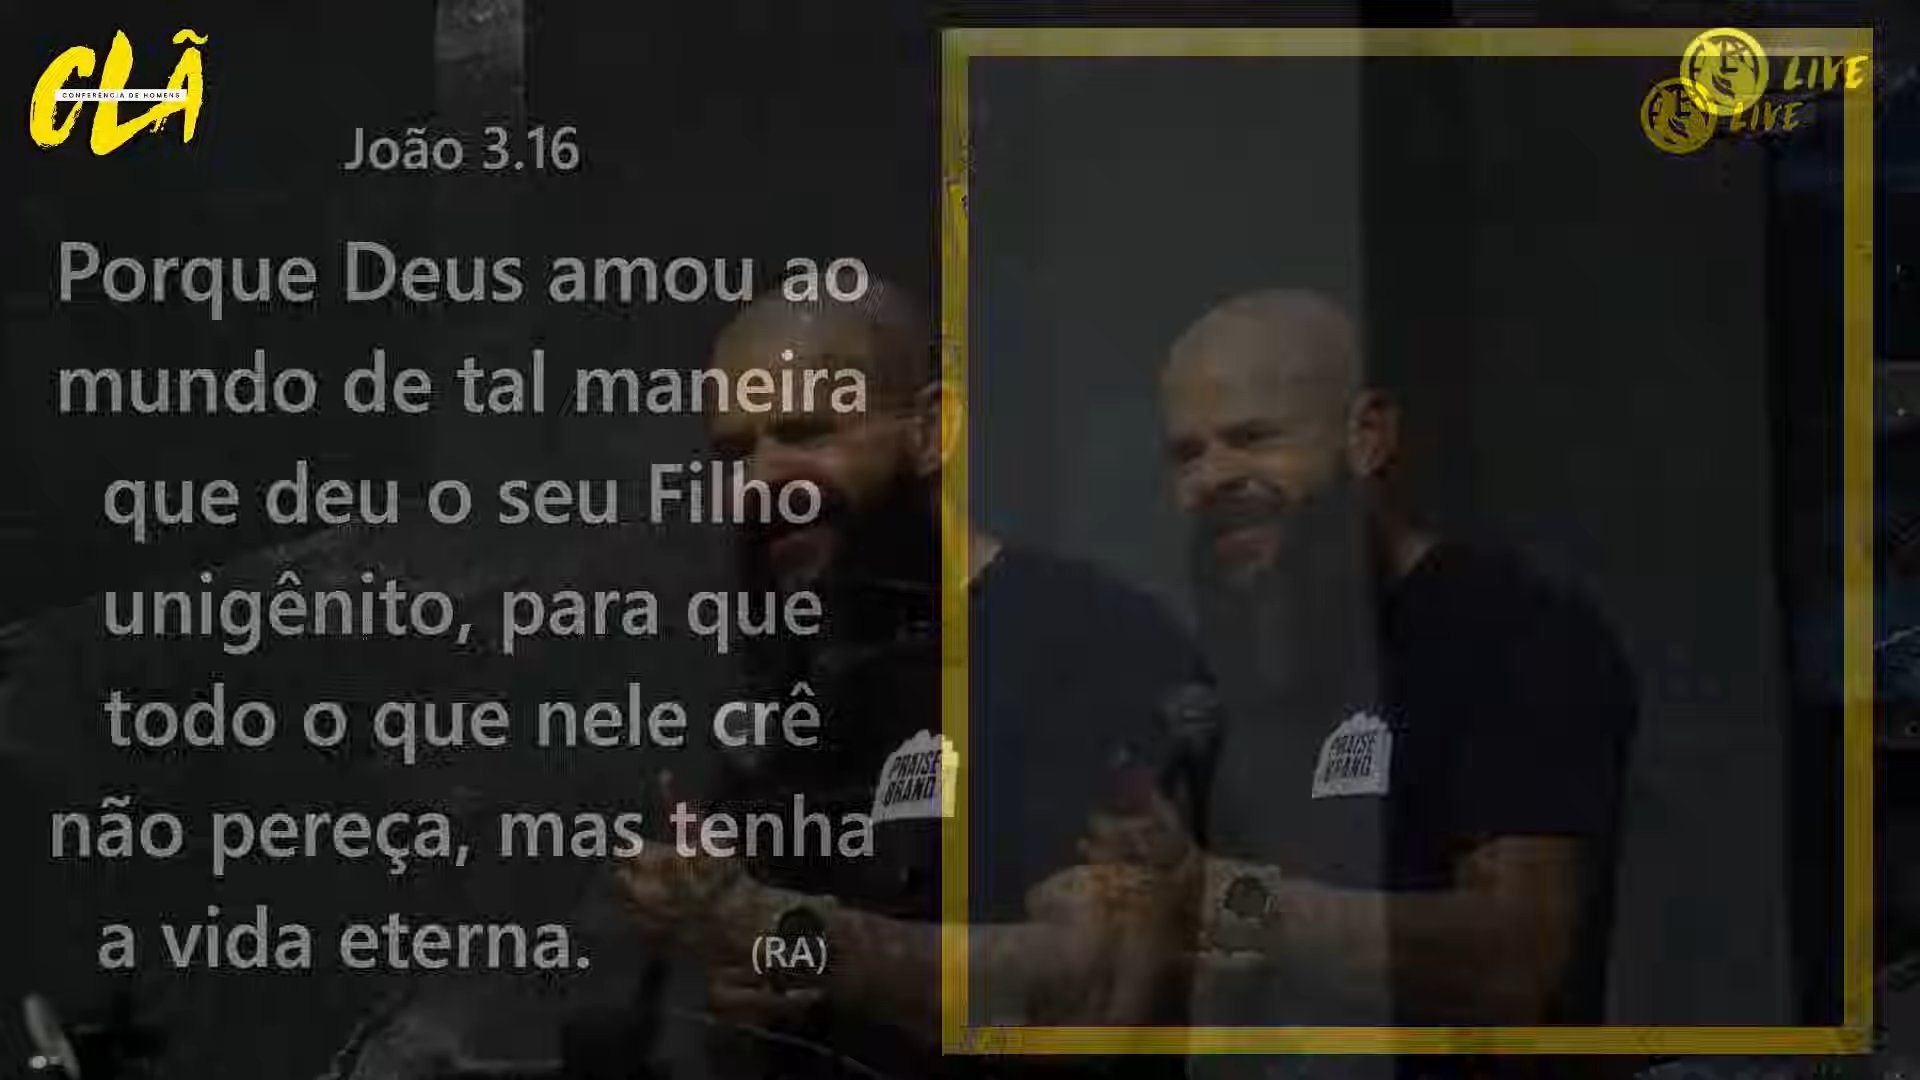 CLÃ
CONFERÊNCIA DE HOMENS
LIVE
LIVE
João 3.16
Porque Deus amou ao
mundo de tal maneira
que deu o seu Filho
unigênito, para que
todo o que nele crê
não pereça, mas tenha
a vida eterna. (RA)
PRAISE
BRAND
PRAISE
BRAND